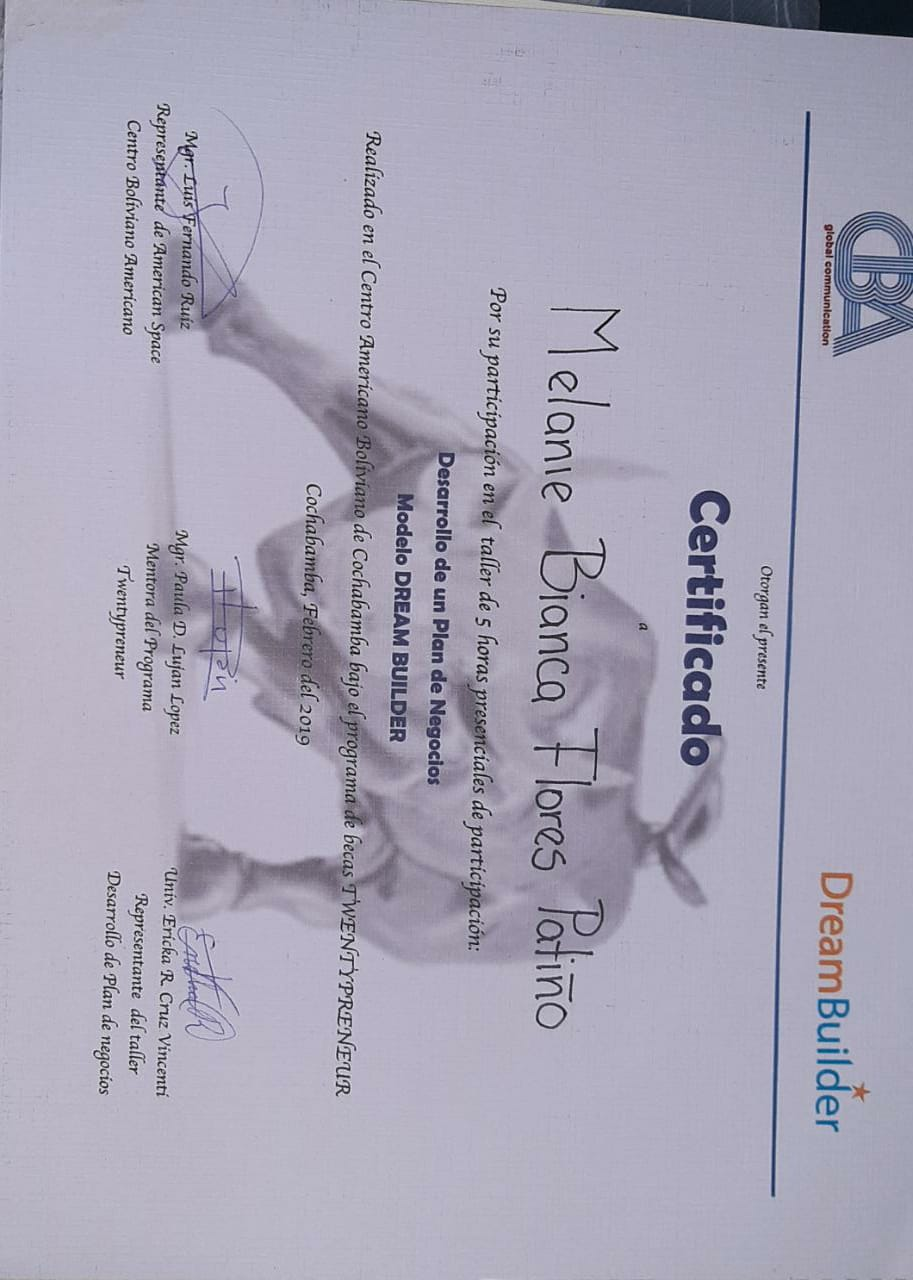 CBA
global communication
DreamBuilder
Otorgan el presente
Certificado
a
Melanie Bianca Flores Patiño
Por su participación en el taller de 5 horas presenciales de participación:
Desarrollo de un Plan de Negocios
Modelo DREAM BUILDER
Realizado en el Centro Americano Boliviano de Cochabamba bajo el programa de becas TWENTYPRENEUR
Cochabamba, Febrero del 2019
Mgr. Luis Fernando Ruiz
Representante de American Space
Centro Boliviano Americano
Mgr. Paula D. Lujan Lopez
Mentora del Programa
Twentypreneur
Univ. Ericka R. Cruz Vincenti
Representante del taller
Desarrollo de Plan de negocios